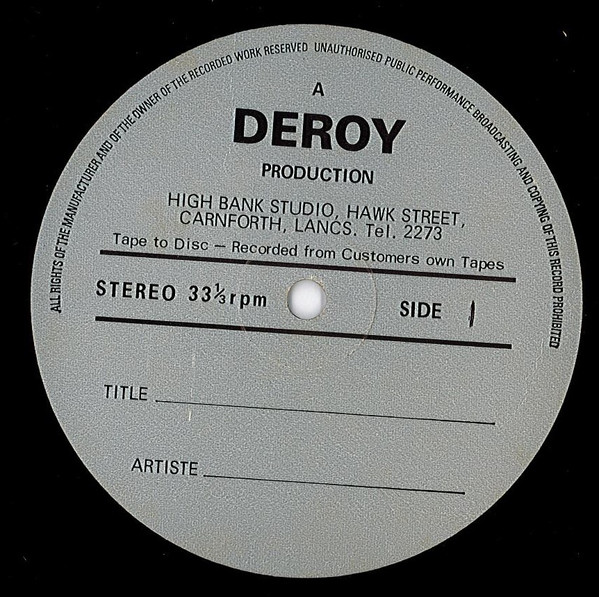 ALL RIGHTS OF THE MANUFACTURER AND OF THE OWNER OF THE RECORDED WORK RESERVED UNAUTHORISED PUBLIC PERFORMANCE BROADCASTING AND COPYING OF THIS RECORD PROHIBITED
A
DEROY
PRODUCTION
HIGH BANK STUDIO, HAWK STREET,
CARNFORTH, LANCS. Tel. 2273
Tape to Disc — Recorded from Customers own Tapes
STEREO 33⅓rpm SIDE 1
TITLE
ARTISTE